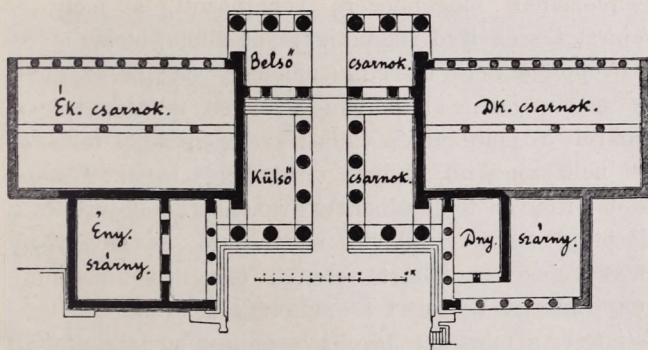 Belső csarnok.
Ék. csarnok. Dk. csarnok.
Külső csarnok.
Ény. szárny. Dny. szárny.